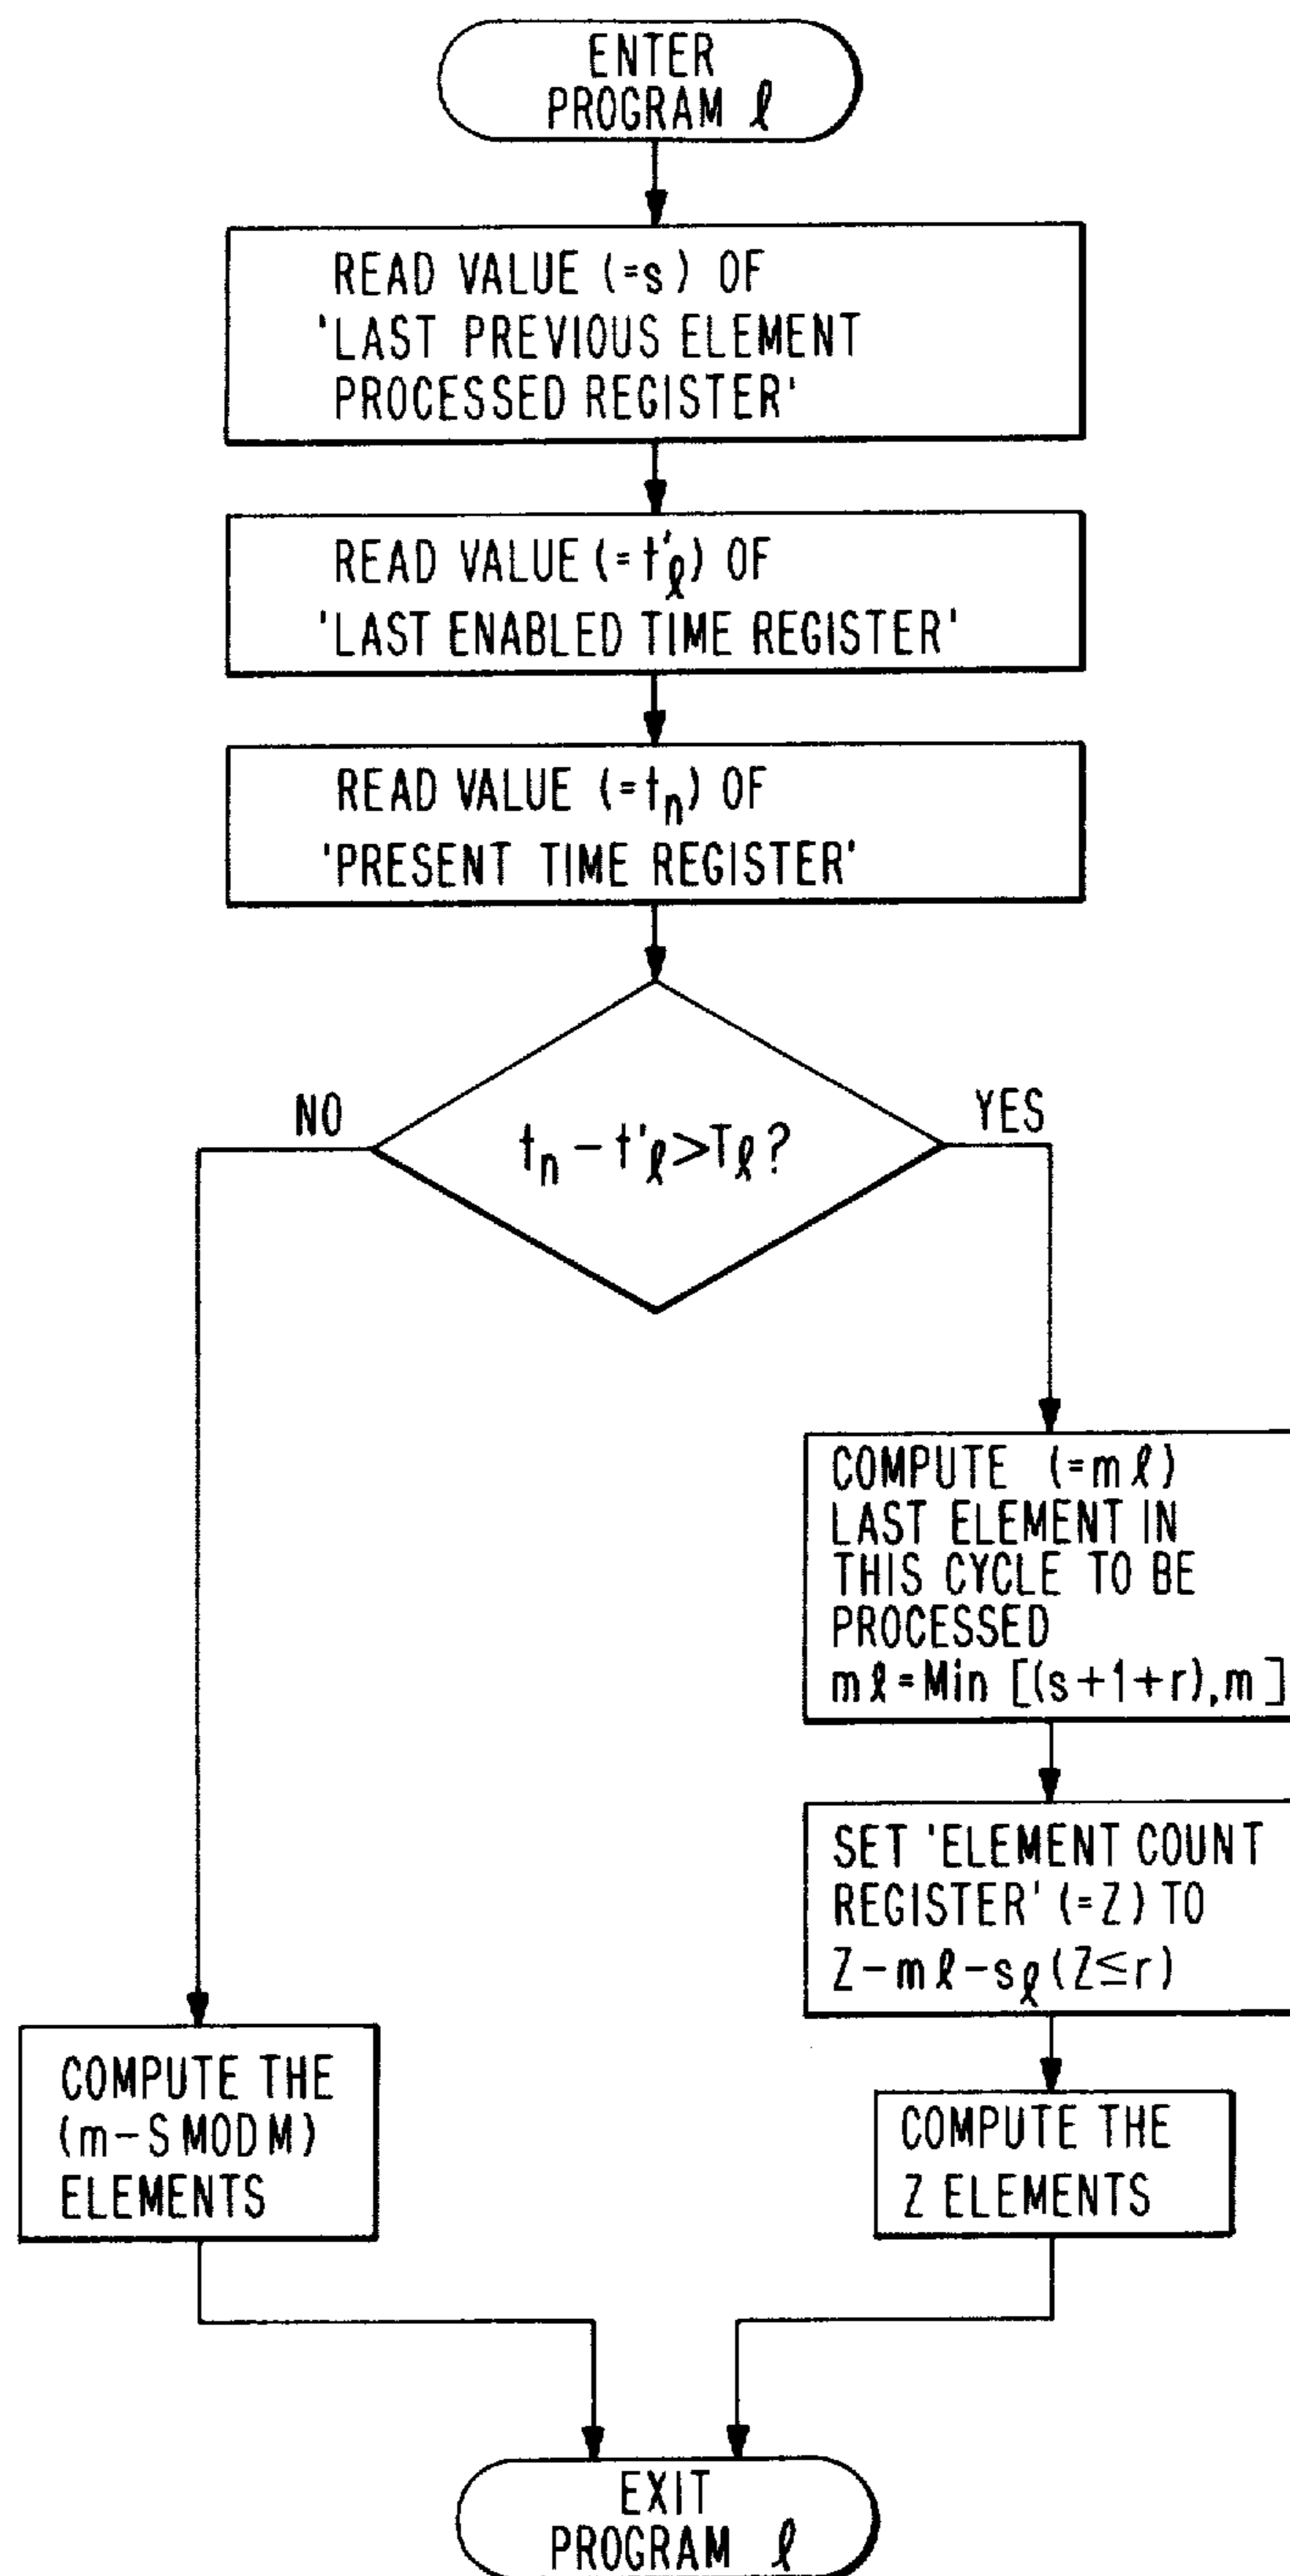 ENTER
PROGRAM ℓ
READ VALUE (=s) OF
'LAST PREVIOUS ELEMENT
PROCESSED REGISTER'
READ VALUE (=t'ℓ) OF
'LAST ENABLED TIME REGISTER'
READ VALUE (=tn) OF
'PRESENT TIME REGISTER'
NO
YES
tn – t'ℓ>Tℓ?
COMPUTE (=mℓ)
LAST ELEMENT IN
THIS CYCLE TO BE
PROCESSED
mℓ=Min [(s+1+r),m]
SET 'ELEMENT COUNT
REGISTER' (=Z) TO
Z–mℓ–sℓ(Z≤r)
COMPUTE THE
(m–S MOD M)
ELEMENTS
COMPUTE THE
Z ELEMENTS
EXIT
PROGRAM ℓ